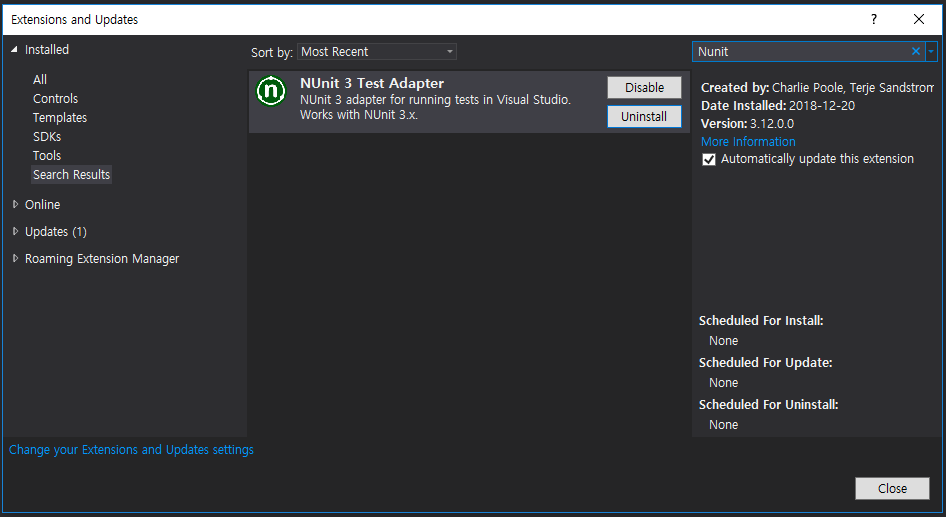 Extensions and Updates
?
Installed
All
Controls
Templates
SDKs
Tools
Search Results
Online
Updates (1)
Roaming Extension Manager
Change your Extensions and Updates settings
Sort by: Most Recent
NUnit 3 Test Adapter
NUnit 3 adapter for running tests in Visual Studio.
Works with NUnit 3.x.
Disable
Uninstall
Nunit
Created by: Charlie Poole, Terje Sandstrom
Date Installed: 2018-12-20
Version: 3.12.0.0
More Information
Automatically update this extension
Scheduled For Install:
None
Scheduled For Update:
None
Scheduled For Uninstall:
None
Close